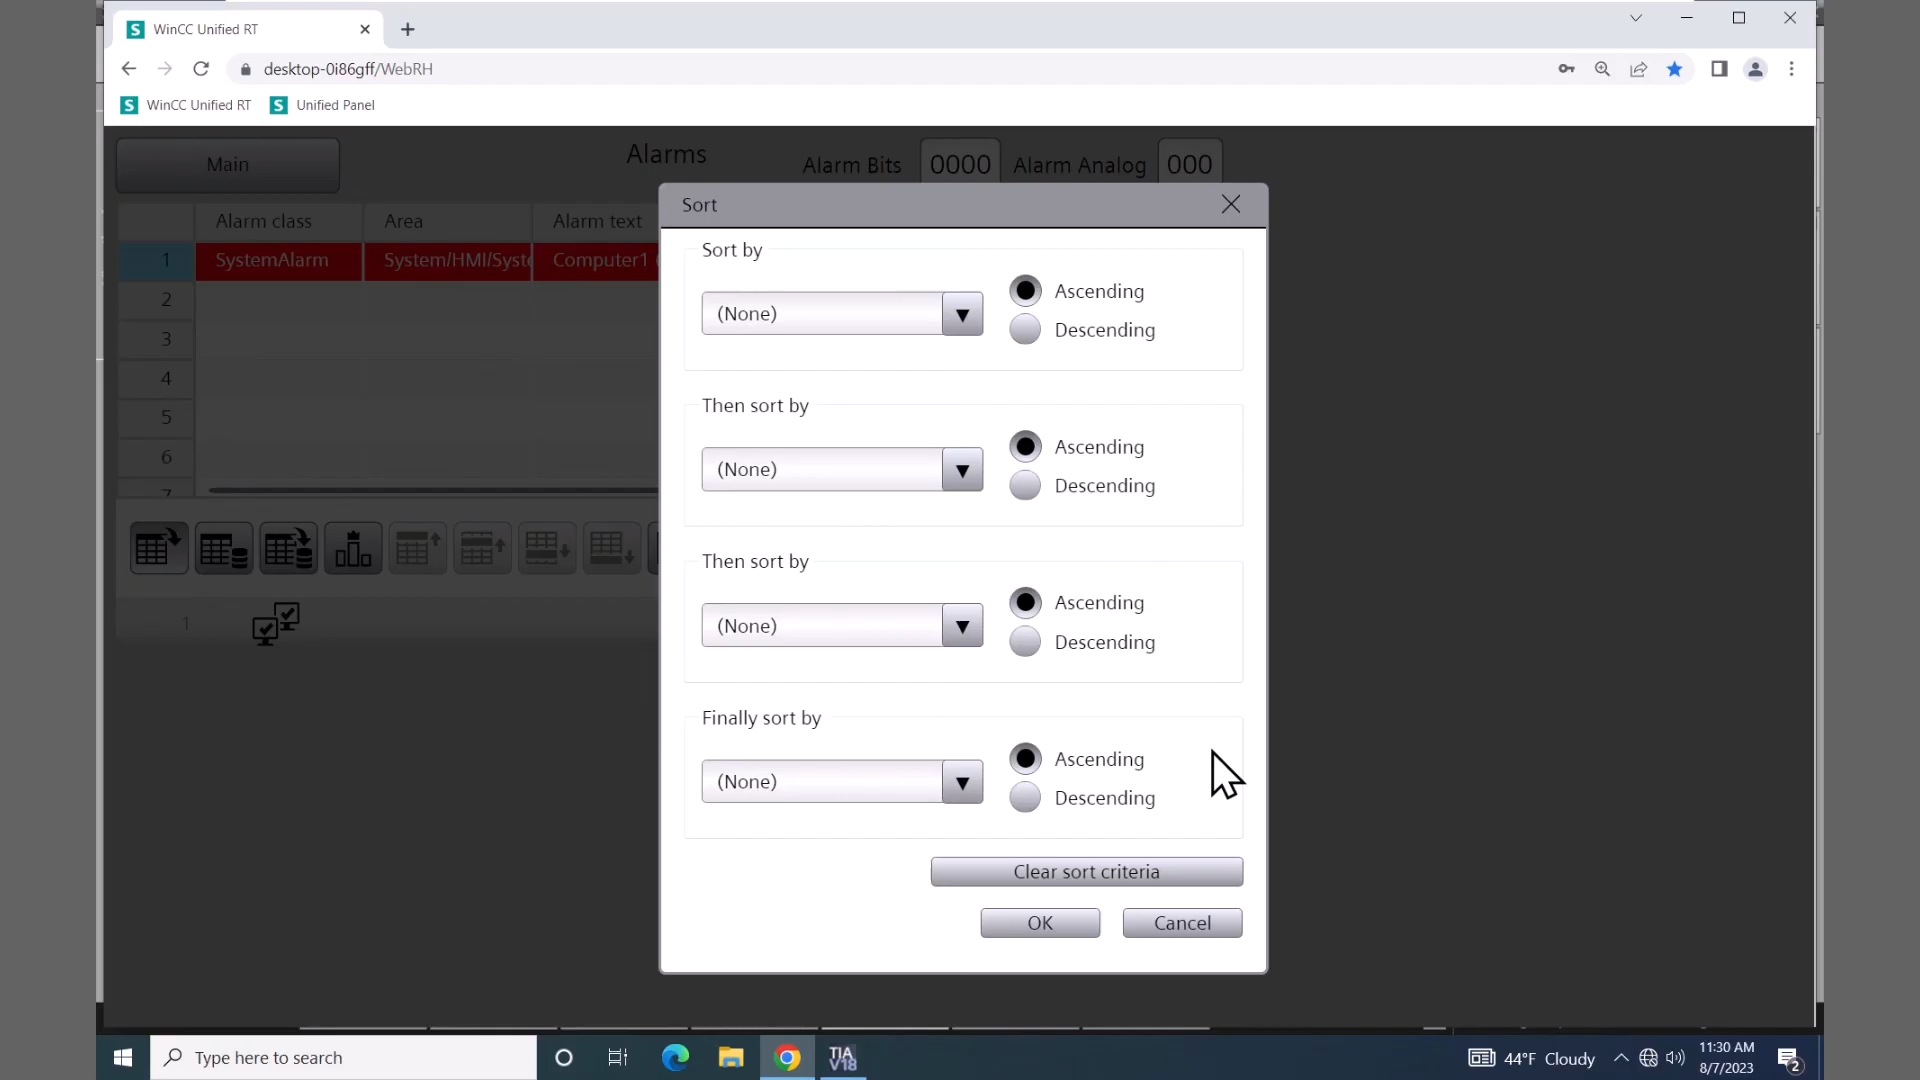 WinCC Unified RT
desktop-0i86gff/WebRH
WinCC Unified RT Unified Panel
Main
Alarms
Alarm Bits 0000 Alarm Analog 000
Alarm class Area Alarm text
1 SystemAlarm System/HMI/Syste Computer1
2
3
4
5
6
7
1
Sort
Sort by
(None)
Ascending
Descending
Then sort by
(None)
Ascending
Descending
Then sort by
(None)
Ascending
Descending
Finally sort by
(None)
Ascending
Descending
Clear sort criteria
OK Cancel
Type here to search
TIA
V18
44°F Cloudy
11:30 AM
8/7/2023
2